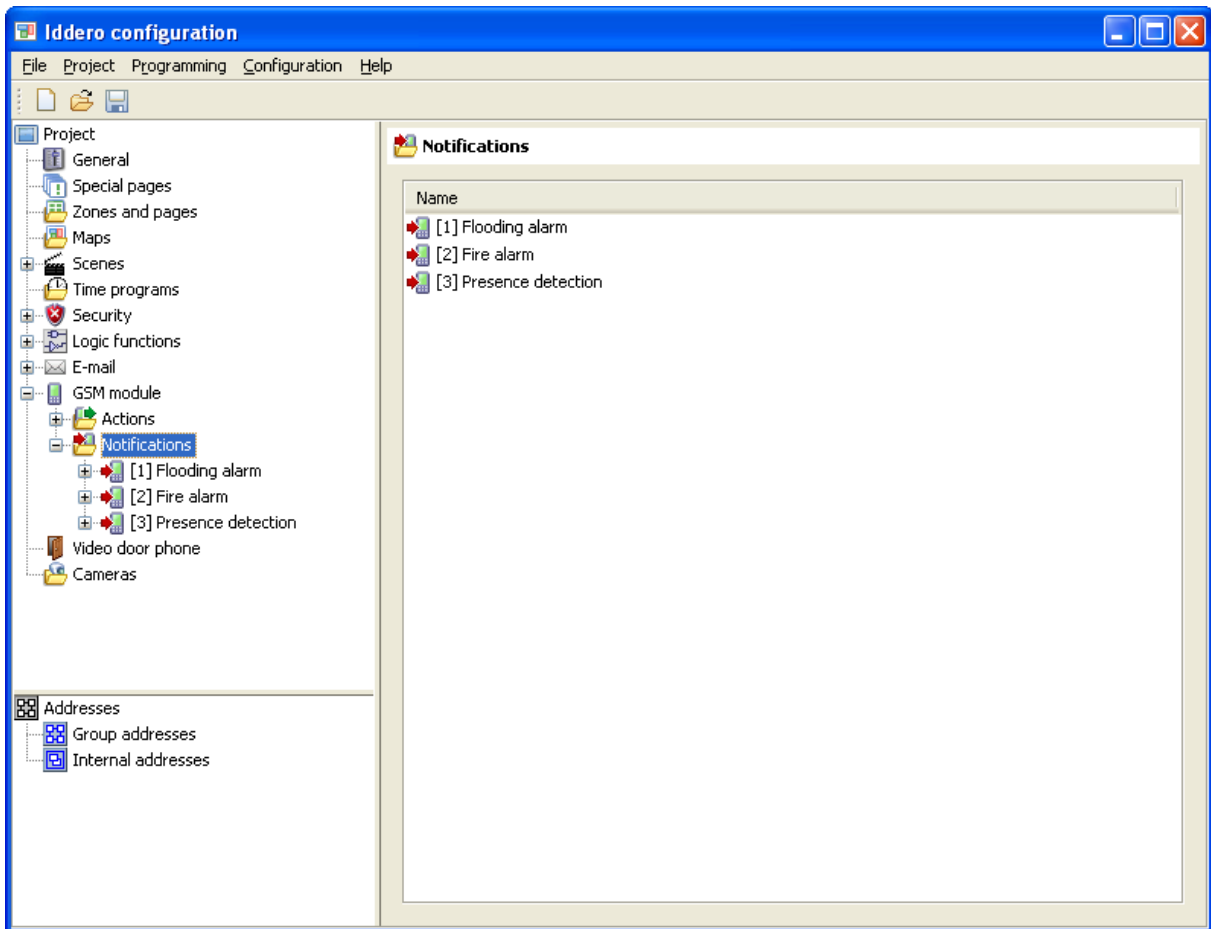 Iddero configuration
File Project Programming Configuration Help
Project
General
Special pages
Zones and pages
Maps
Scenes
Time programs
Security
Logic functions
E-mail
GSM module
Actions
Notifications
[1] Flooding alarm
[2] Fire alarm
[3] Presence detection
Video door phone
Cameras
Addresses
Group addresses
Internal addresses
Notifications
Name
[1] Flooding alarm
[2] Fire alarm
[3] Presence detection